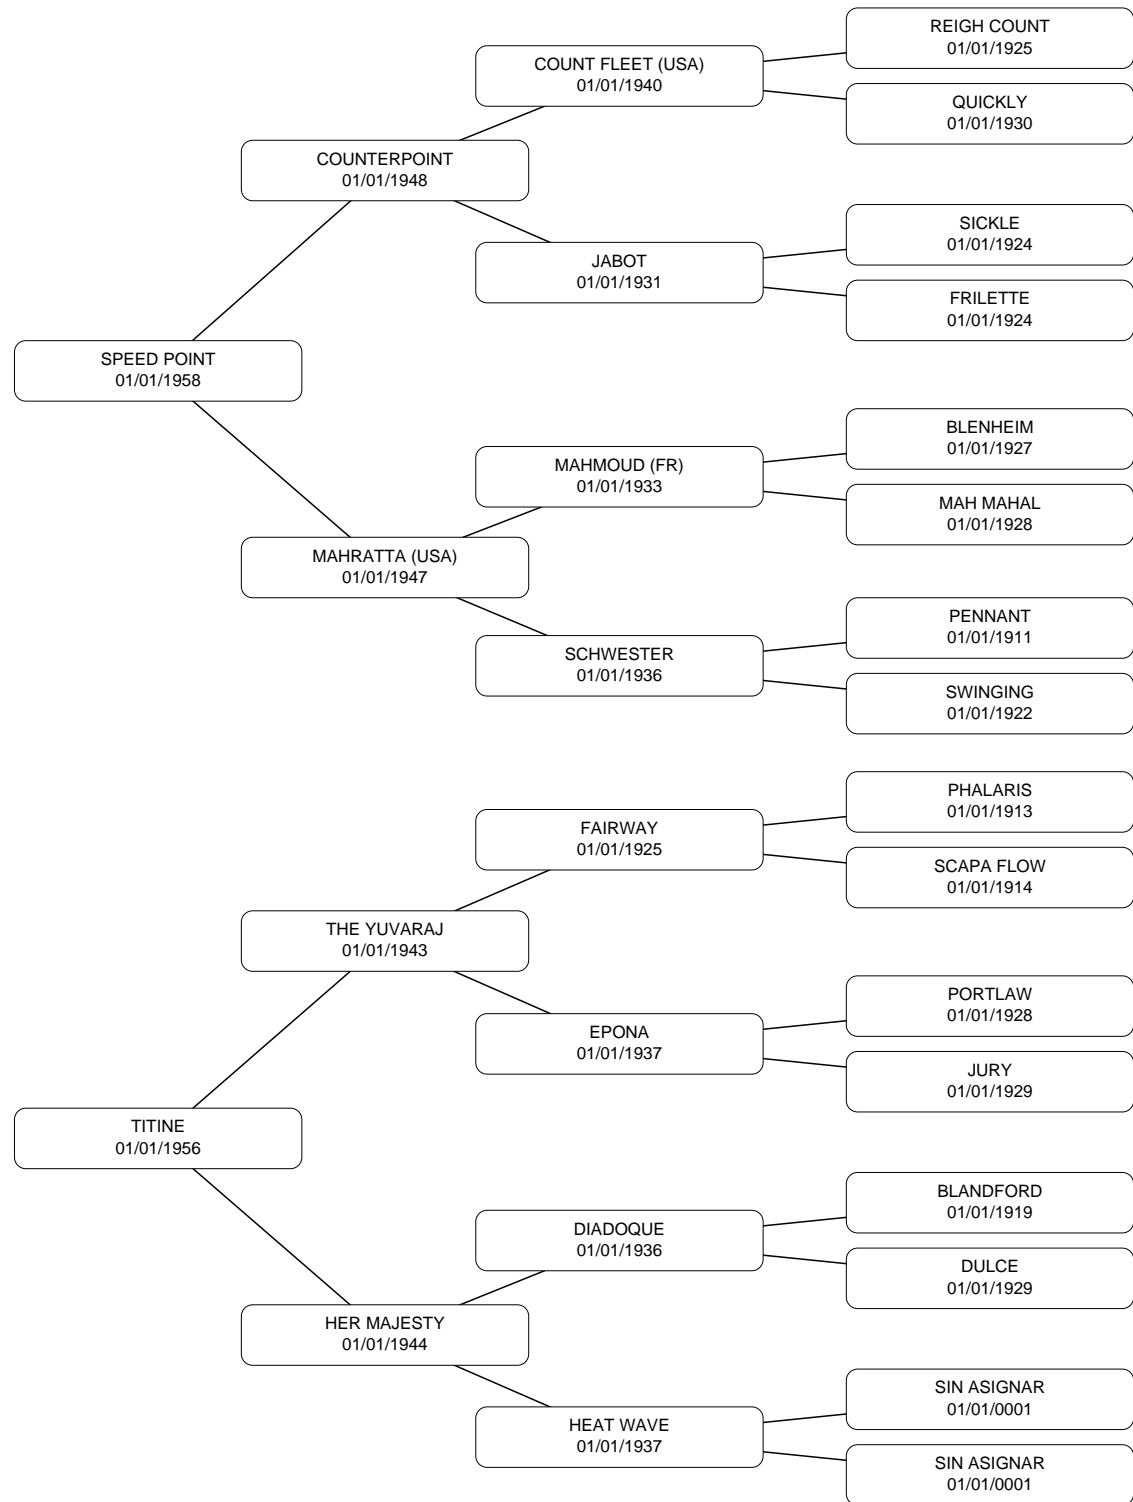 REIGH COUNT
01/01/1925
COUNT FLEET (USA)
01/01/1940
QUICKLY
01/01/1930
COUNTERPOINT
01/01/1948
SICKLE
01/01/1924
JABOT
01/01/1931
FRILETTE
01/01/1924
SPEED POINT
01/01/1958
BLENHEIM
01/01/1927
MAHMOUD (FR)
01/01/1933
MAH MAHAL
01/01/1928
MAHRATTA (USA)
01/01/1947
PENNANT
01/01/1911
SCHWESTER
01/01/1936
SWINGING
01/01/1922
PHALARIS
01/01/1913
FAIRWAY
01/01/1925
SCAPA FLOW
01/01/1914
THE YUVARAJ
01/01/1943
PORTLAW
01/01/1928
EPONA
01/01/1937
JURY
01/01/1929
TITINE
01/01/1956
BLANDFORD
01/01/1919
DIADOQUE
01/01/1936
DULCE
01/01/1929
HER MAJESTY
01/01/1944
SIN ASIGNAR
01/01/0001
HEAT WAVE
01/01/1937
SIN ASIGNAR
01/01/0001